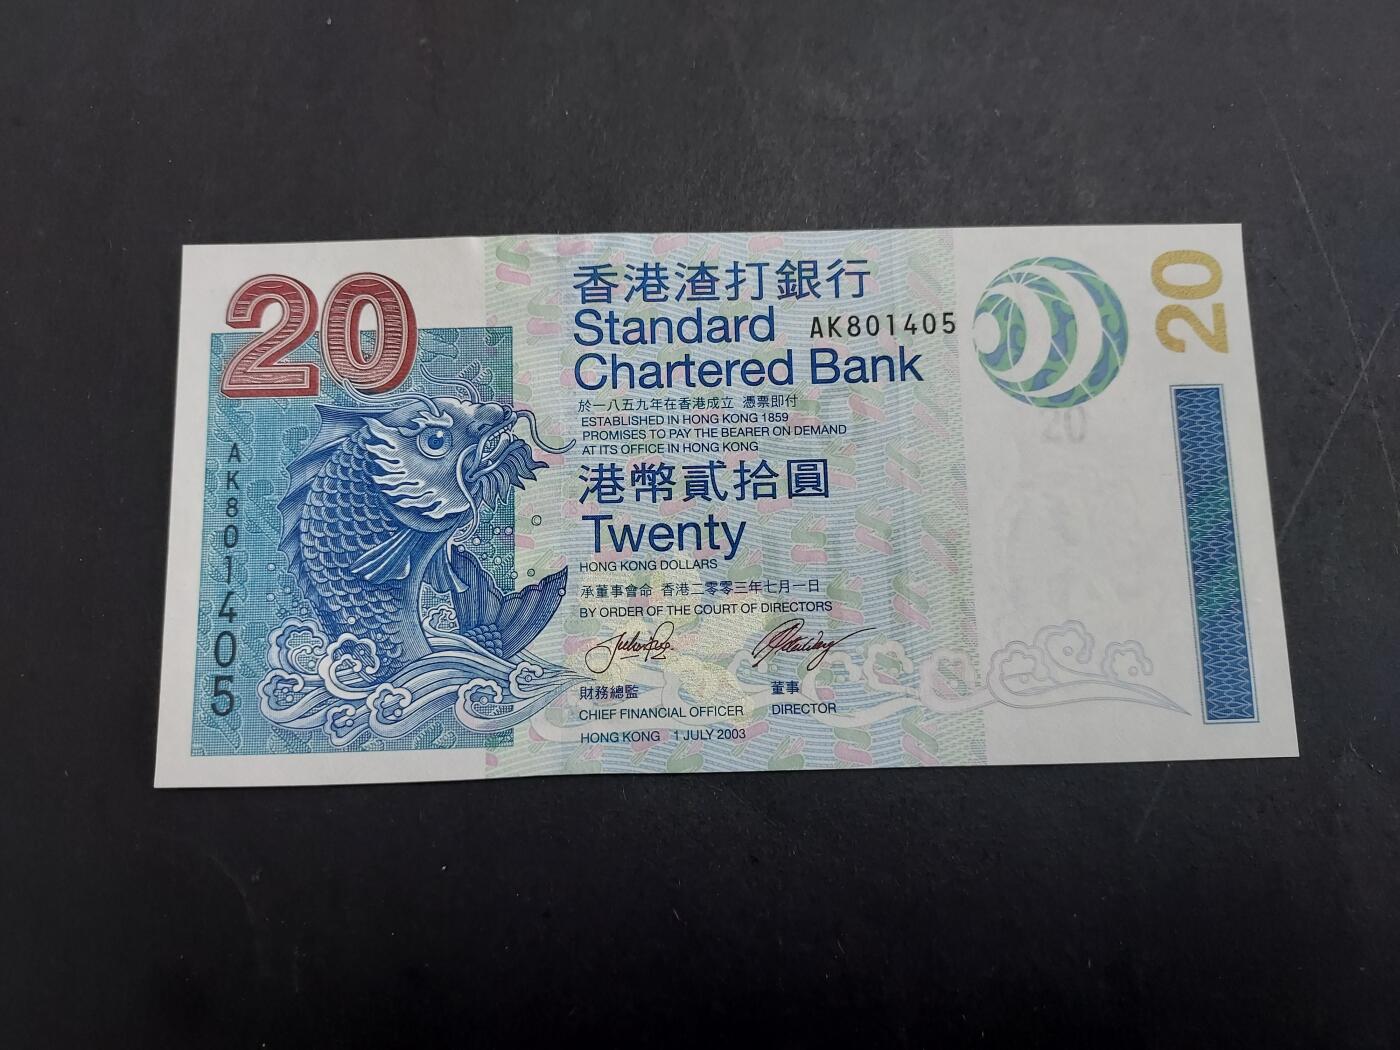 20
香港渣打銀行
Standard
Chartered Bank
AK801405
於一八五九年在香港成立 憑票即付
ESTABLISHED IN HONG KONG 1859
PROMISES TO PAY THE BEARER ON DEMAND
AT ITS OFFICE IN HONG KONG
港幣貳拾圓
Twenty
HONG KONG DOLLARS
承董事會命 香港二零零三年七月一日
BY ORDER OF THE COURT OF DIRECTORS
財務總監
CHIEF FINANCIAL OFFICER
董事
DIRECTOR
HONG KONG 1 JULY 2003
AK801405
20
20